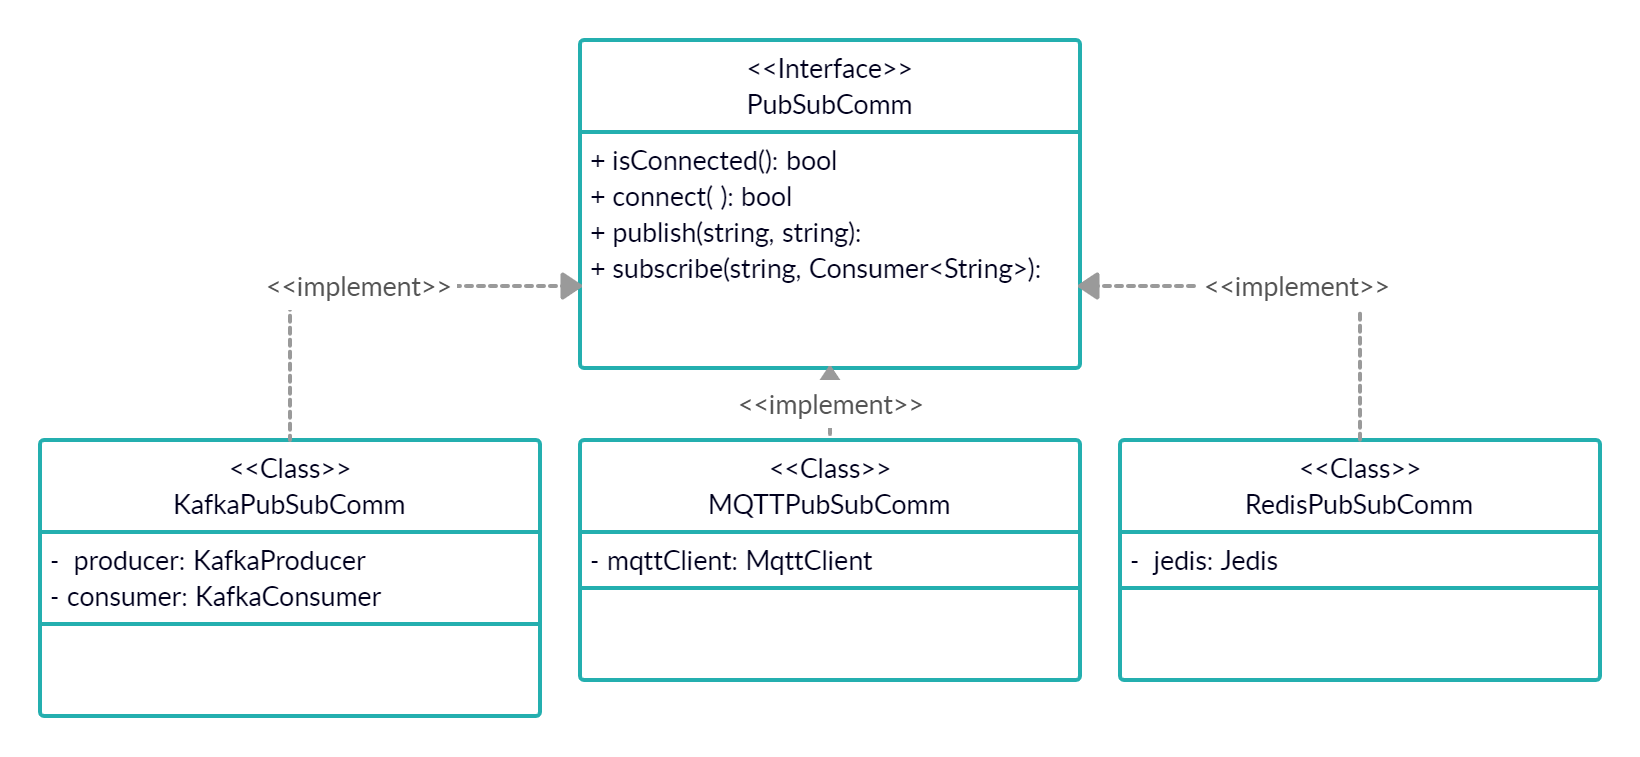 <<Interface>>
PubSubComm
+ isConnected(): bool
+ connect( ): bool
+ publish(string, string):
+ subscribe(string, Consumer<String>):
<<implement>>
<<implement>>
<<implement>>
<<Class>>
KafkaPubSubComm
- producer: KafkaProducer
- consumer: KafkaConsumer
<<Class>>
MQTTPubSubComm
- mqttClient: MqttClient
<<Class>>
RedisPubSubComm
- jedis: Jedis